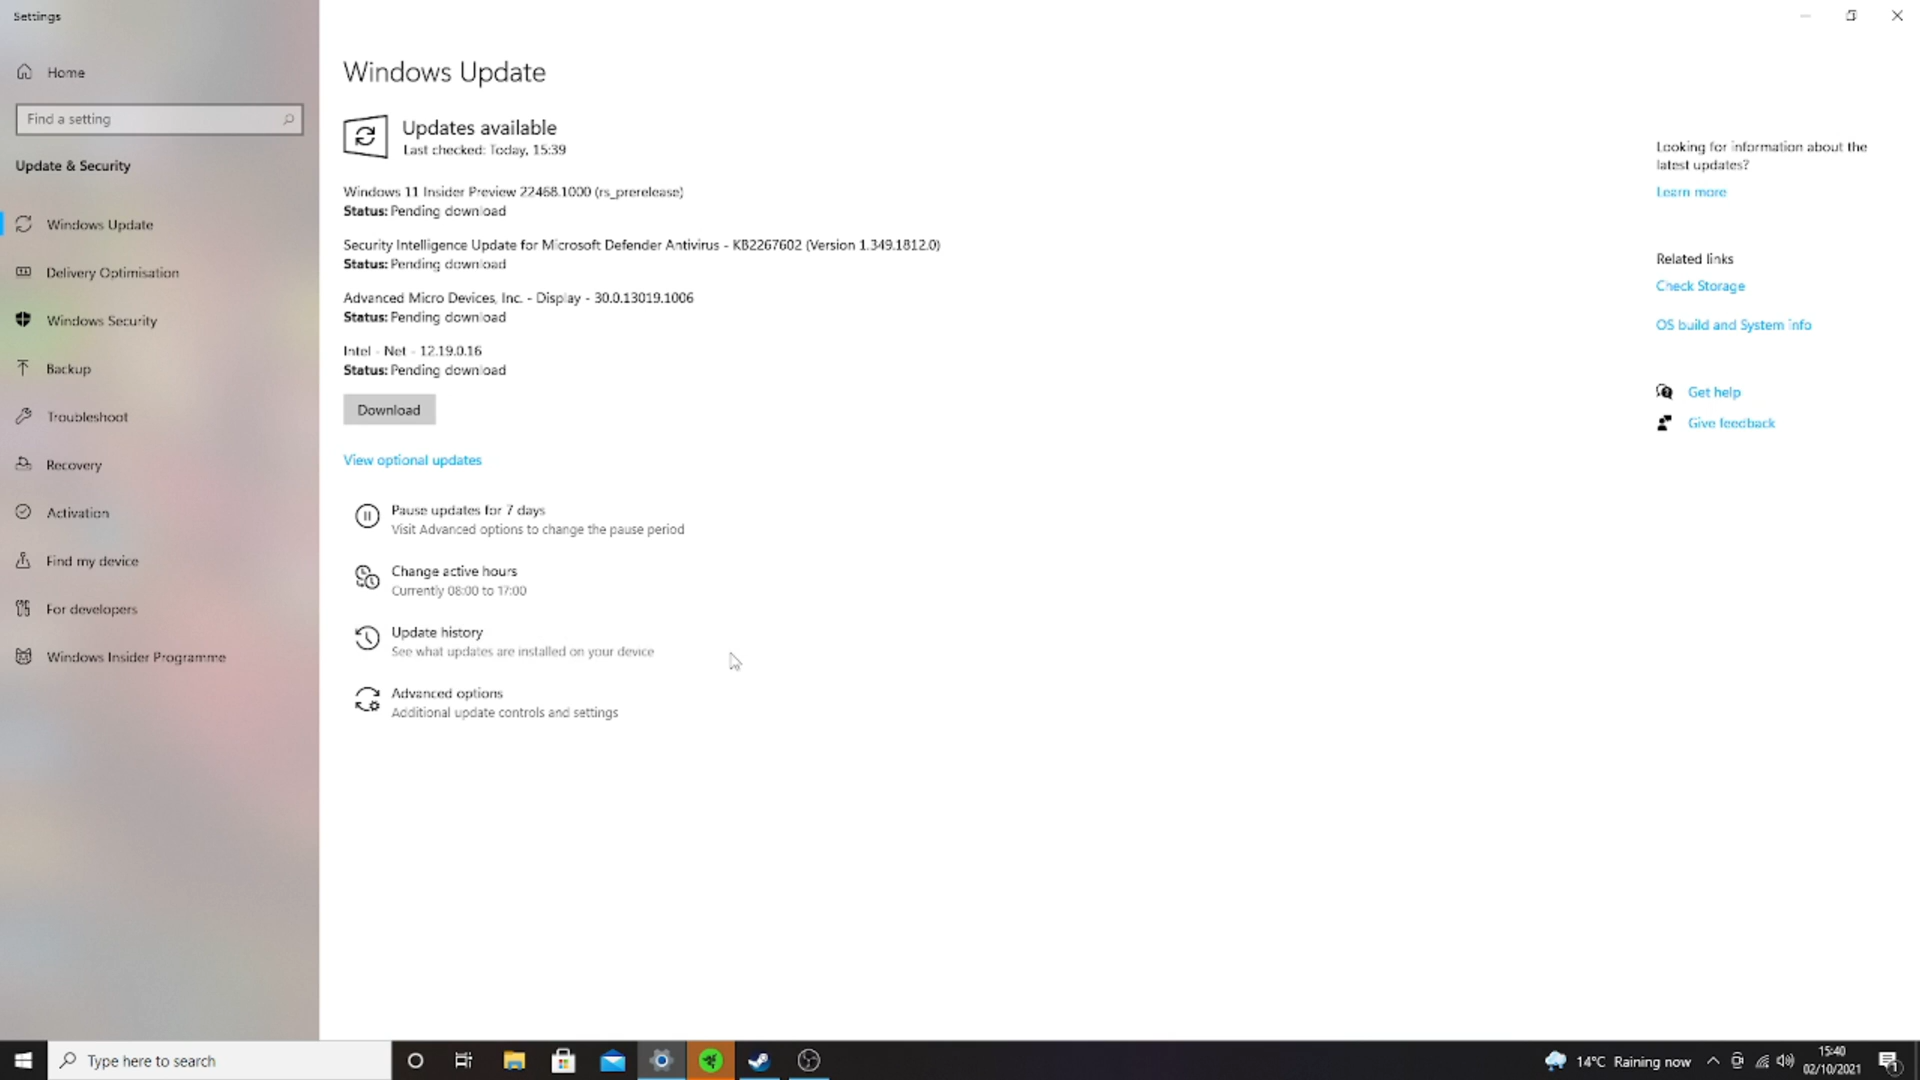 Settings
Home
Find a setting
Update & Security
Windows Update
Delivery Optimisation
Windows Security
Backup
Troubleshoot
Recovery
Activation
Find my device
For developers
Windows Insider Programme
Windows Update
Updates available
Last checked: Today, 15:39
Windows 11 Insider Preview 22468.1000 (rs_prerelease)
Status: Pending download
Security Intelligence Update for Microsoft Defender Antivirus - KB2267602 (Version 1.349.1812.0)
Status: Pending download
Advanced Micro Devices, Inc. - Display - 30.0.13019.1006
Status: Pending download
Intel - Net - 12.19.0.16
Status: Pending download
Download
View optional updates
Pause updates for 7 days
Visit Advanced options to change the pause period
Change active hours
Currently 08:00 to 17:00
Update history
See what updates are installed on your device
Advanced options
Additional update controls and settings
Looking for information about the
latest updates?
Learn more
Related links
Check Storage
OS build and System info
Get help
Give feedback
Type here to search
14°C Raining now
15:40
02/10/2021
1